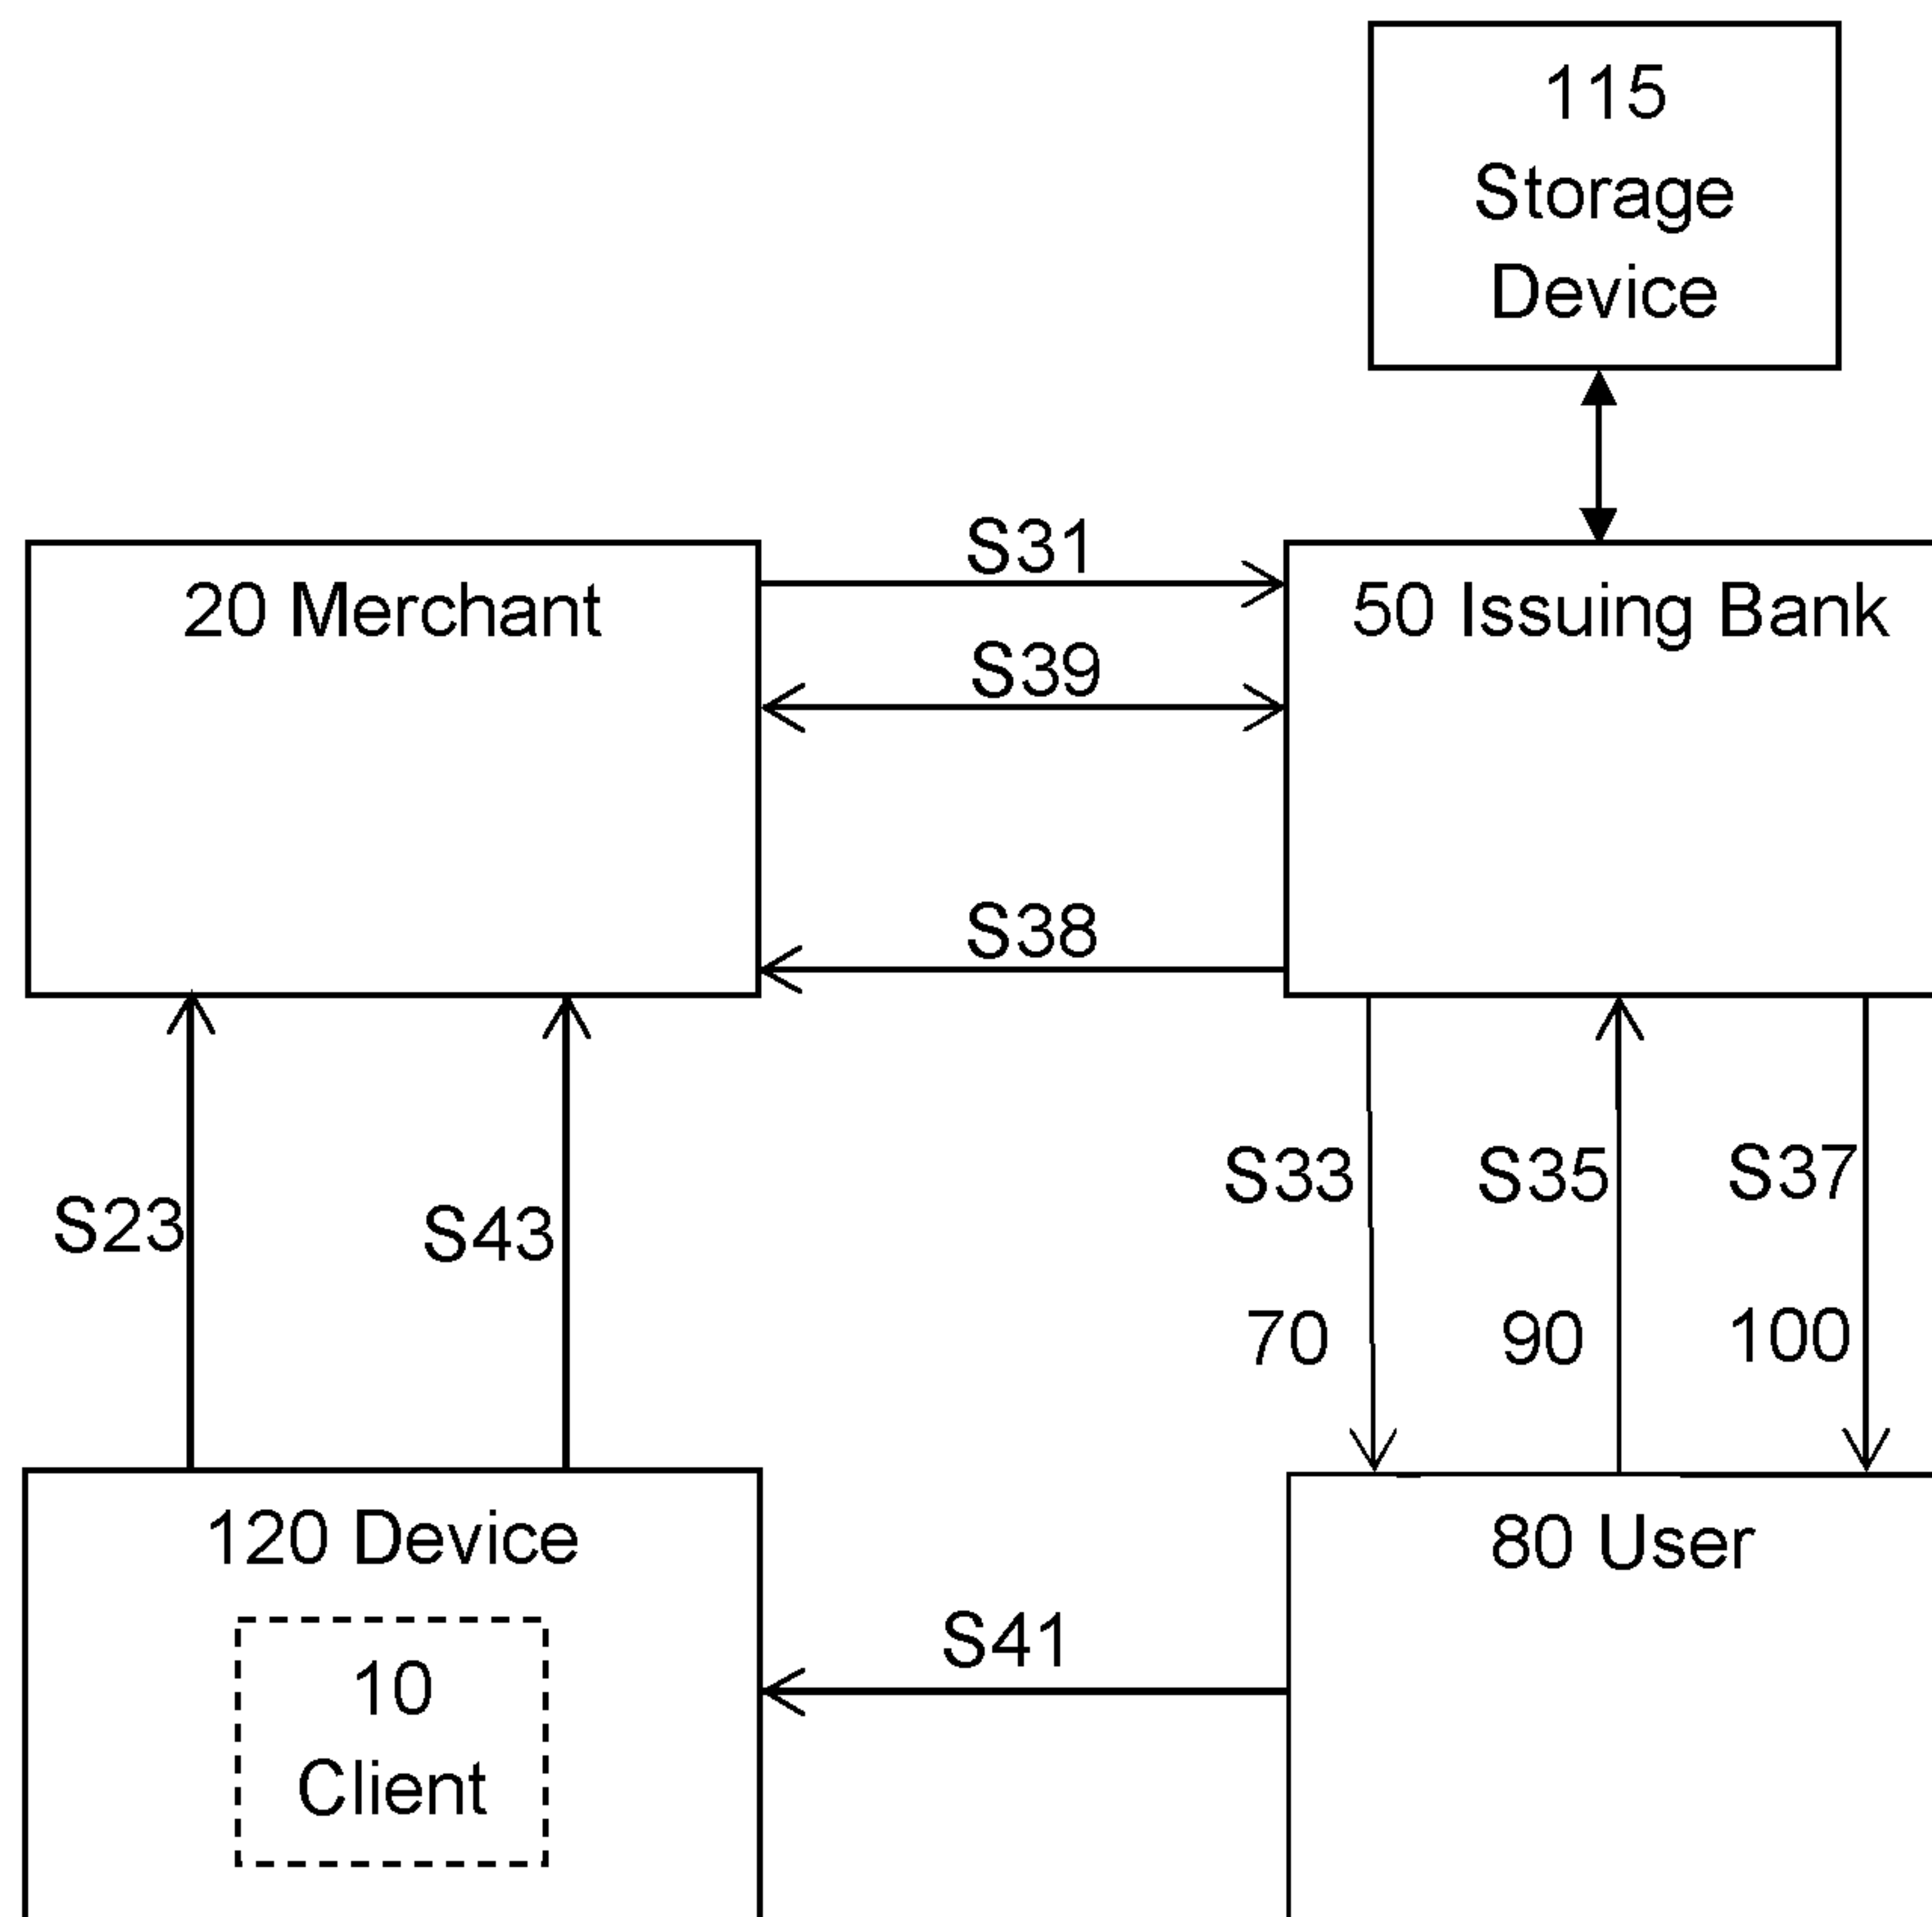 115
Storage
Device
S31
20 Merchant
50 Issuing Bank
S39
S38
S33
S35
S37
S23
S43
70
90
100
120 Device
80 User
S41
10
Client